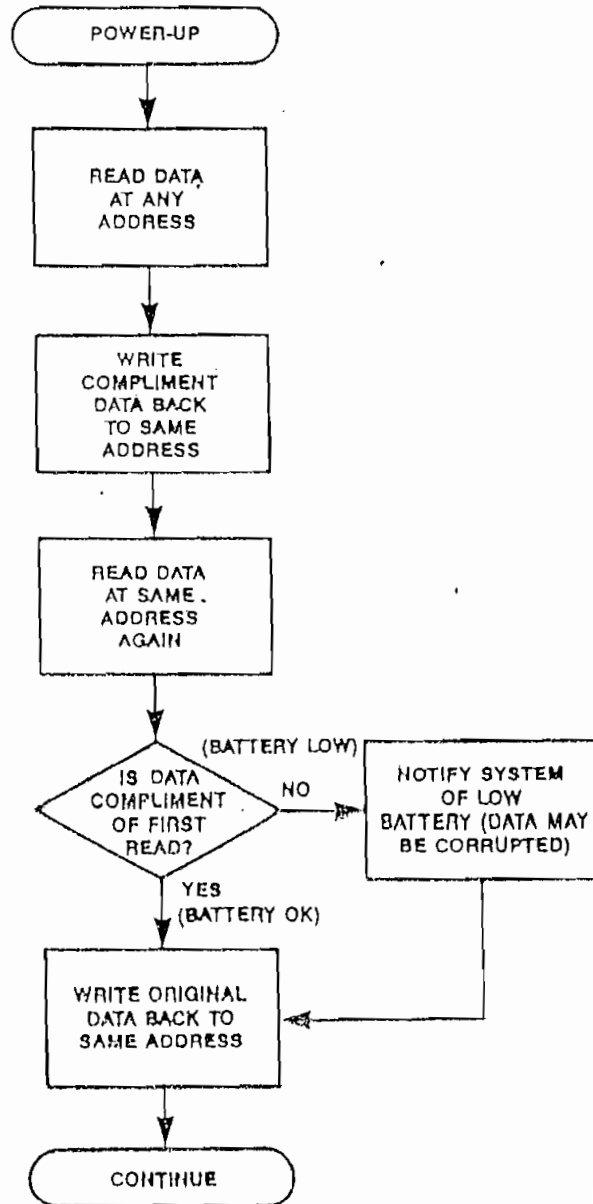 POWER-UP
READ DATA
AT ANY
ADDRESS
WRITE
COMPLIMENT
DATA BACK
TO SAME
ADDRESS
READ DATA
AT SAME
ADDRESS
AGAIN
IS DATA
COMPLIMENT
OF FIRST
READ?
(BATTERY LOW)
NO
NOTIFY SYSTEM
OF LOW
BATTERY (DATA MAY
BE CORRUPTED)
YES
(BATTERY OK)
WRITE ORIGINAL
DATA BACK TO
SAME ADDRESS
CONTINUE